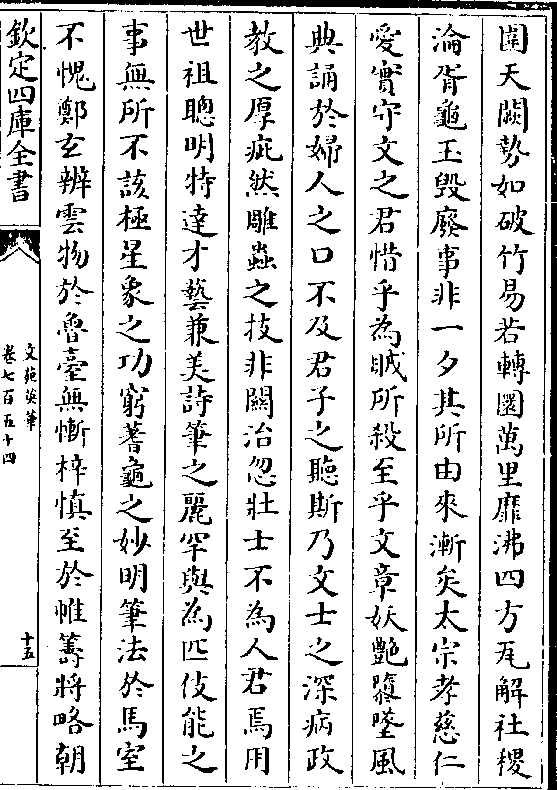 圍天闕勢如破竹易若轉圜萬里靡沸四方瓦解社稷
淪胥龜玉毁廢事非一夕其所由來漸矣太宗孝慈仁
愛實守文之君惜乎為賊所殺至乎文章妖艷隳墜風
典誦於婦人之口不及君子之聽斯乃文士之深病政
教之厚疵然雕蟲之技非關治忽壯士不為人君焉用
世祖聰明特達才藝兼美詩筆之麗罕與為匹伎能之
事無所不該極星象之功窮蓍龜之妙明筆法於馬室
不愧鄭玄辨雲物於魯臺無慚梓慎至於帷籌將略朝
欽定四庫全書
文苑英華
卷七百五十四
十五